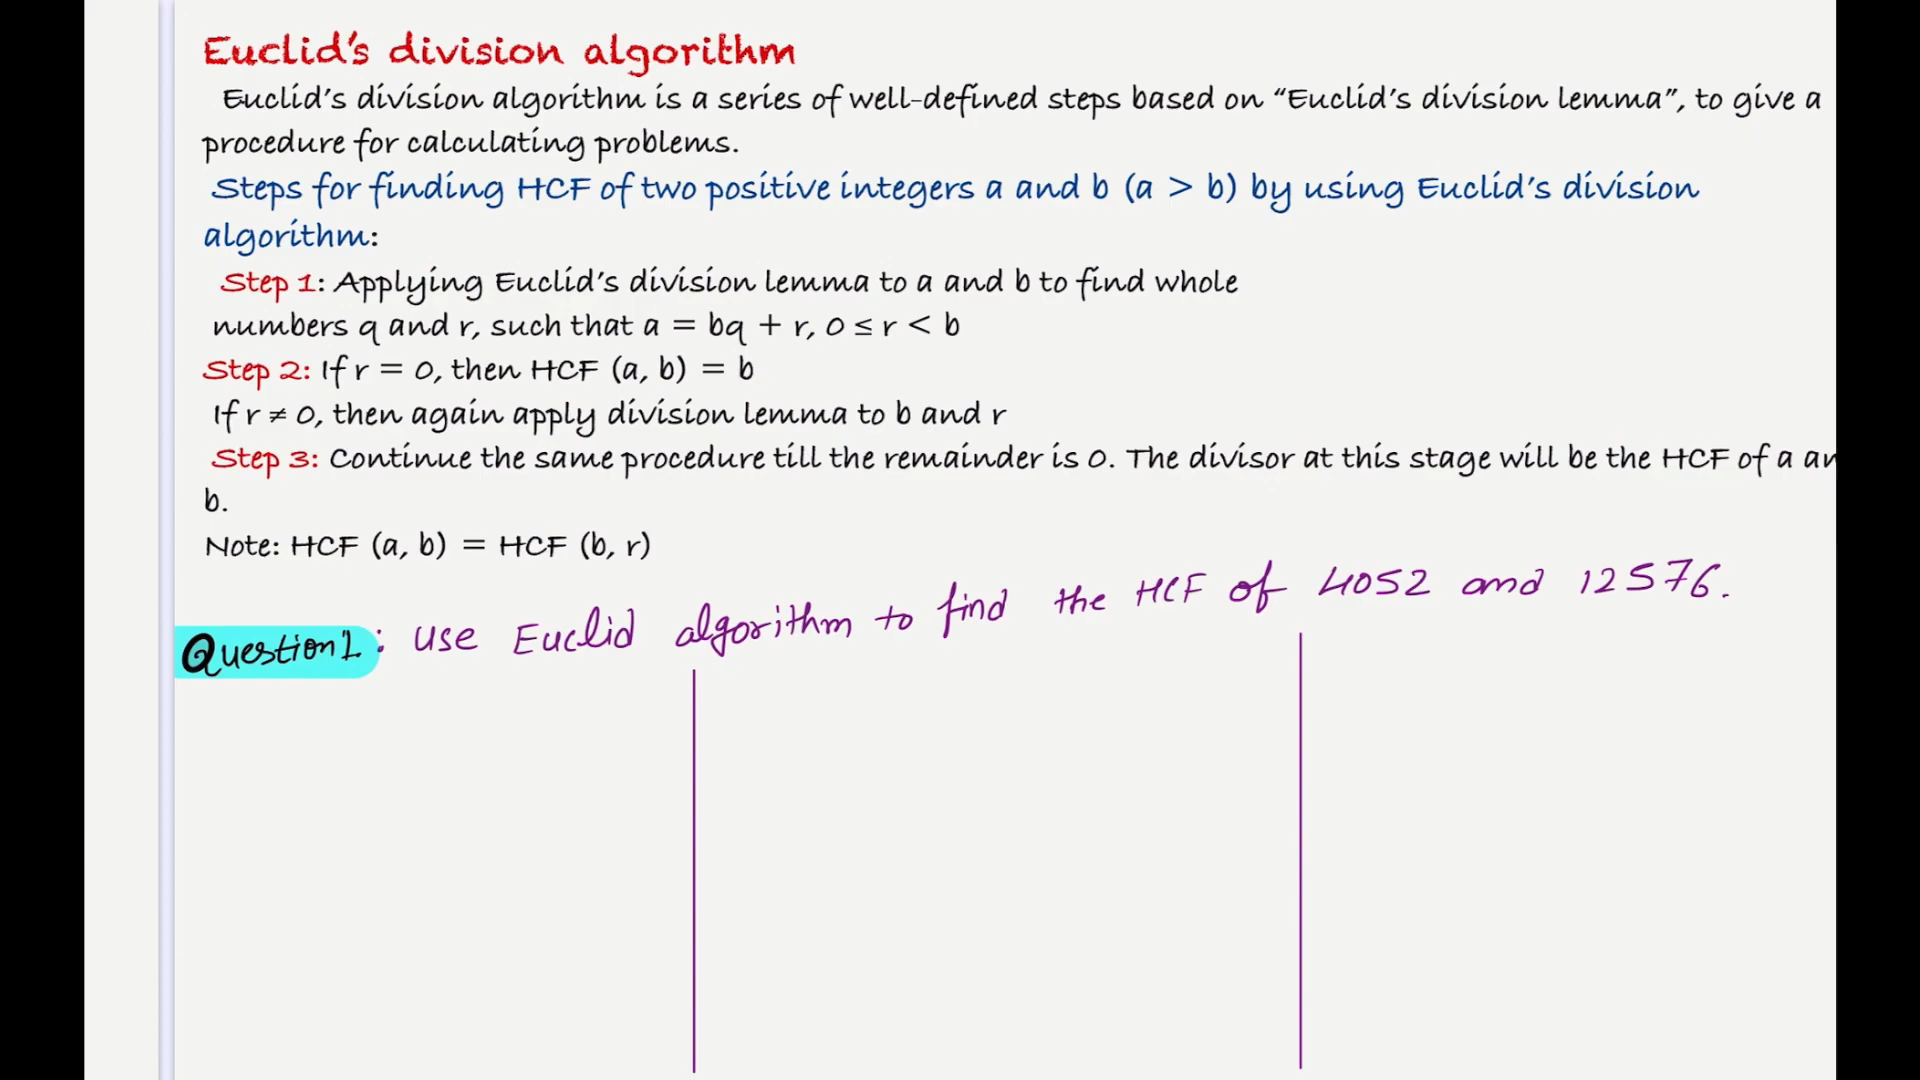 Euclid's division algorithm
Euclid's division algorithm is a series of well-defined steps based on “Euclid's division lemma”, to give a
procedure for calculating problems.
Steps for finding HCF of two positive integers a and b (a > b) by using Euclid's division
algorithm:
Step 1: Applying Euclid's division lemma to a and b to find whole
numbers q and r, such that a = bq + r, 0 ≤ r < b
Step 2: If r = 0, then HCF (a, b) = b
If r ≠ 0, then again apply division lemma to b and r
Step 3: Continue the same procedure till the remainder is 0. The divisor at this stage will be the HCF of a an
b.
Note: HCF (a, b) = HCF (b, r)
Question 1: use Euclid algorithm to find the HCF of 4052 and 12576.